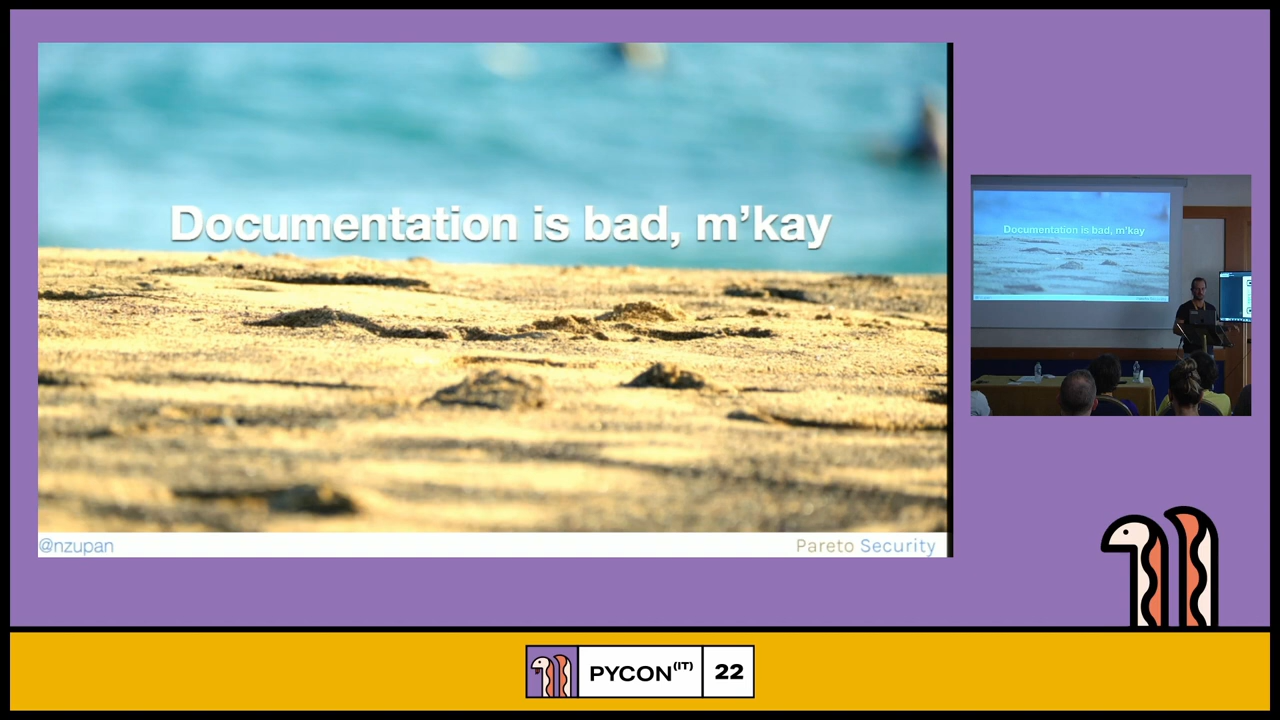 Documentation is bad, m’kay
@nzupan
Pareto Security
Documentation is bad, m’kay
PYCON(IT) 22